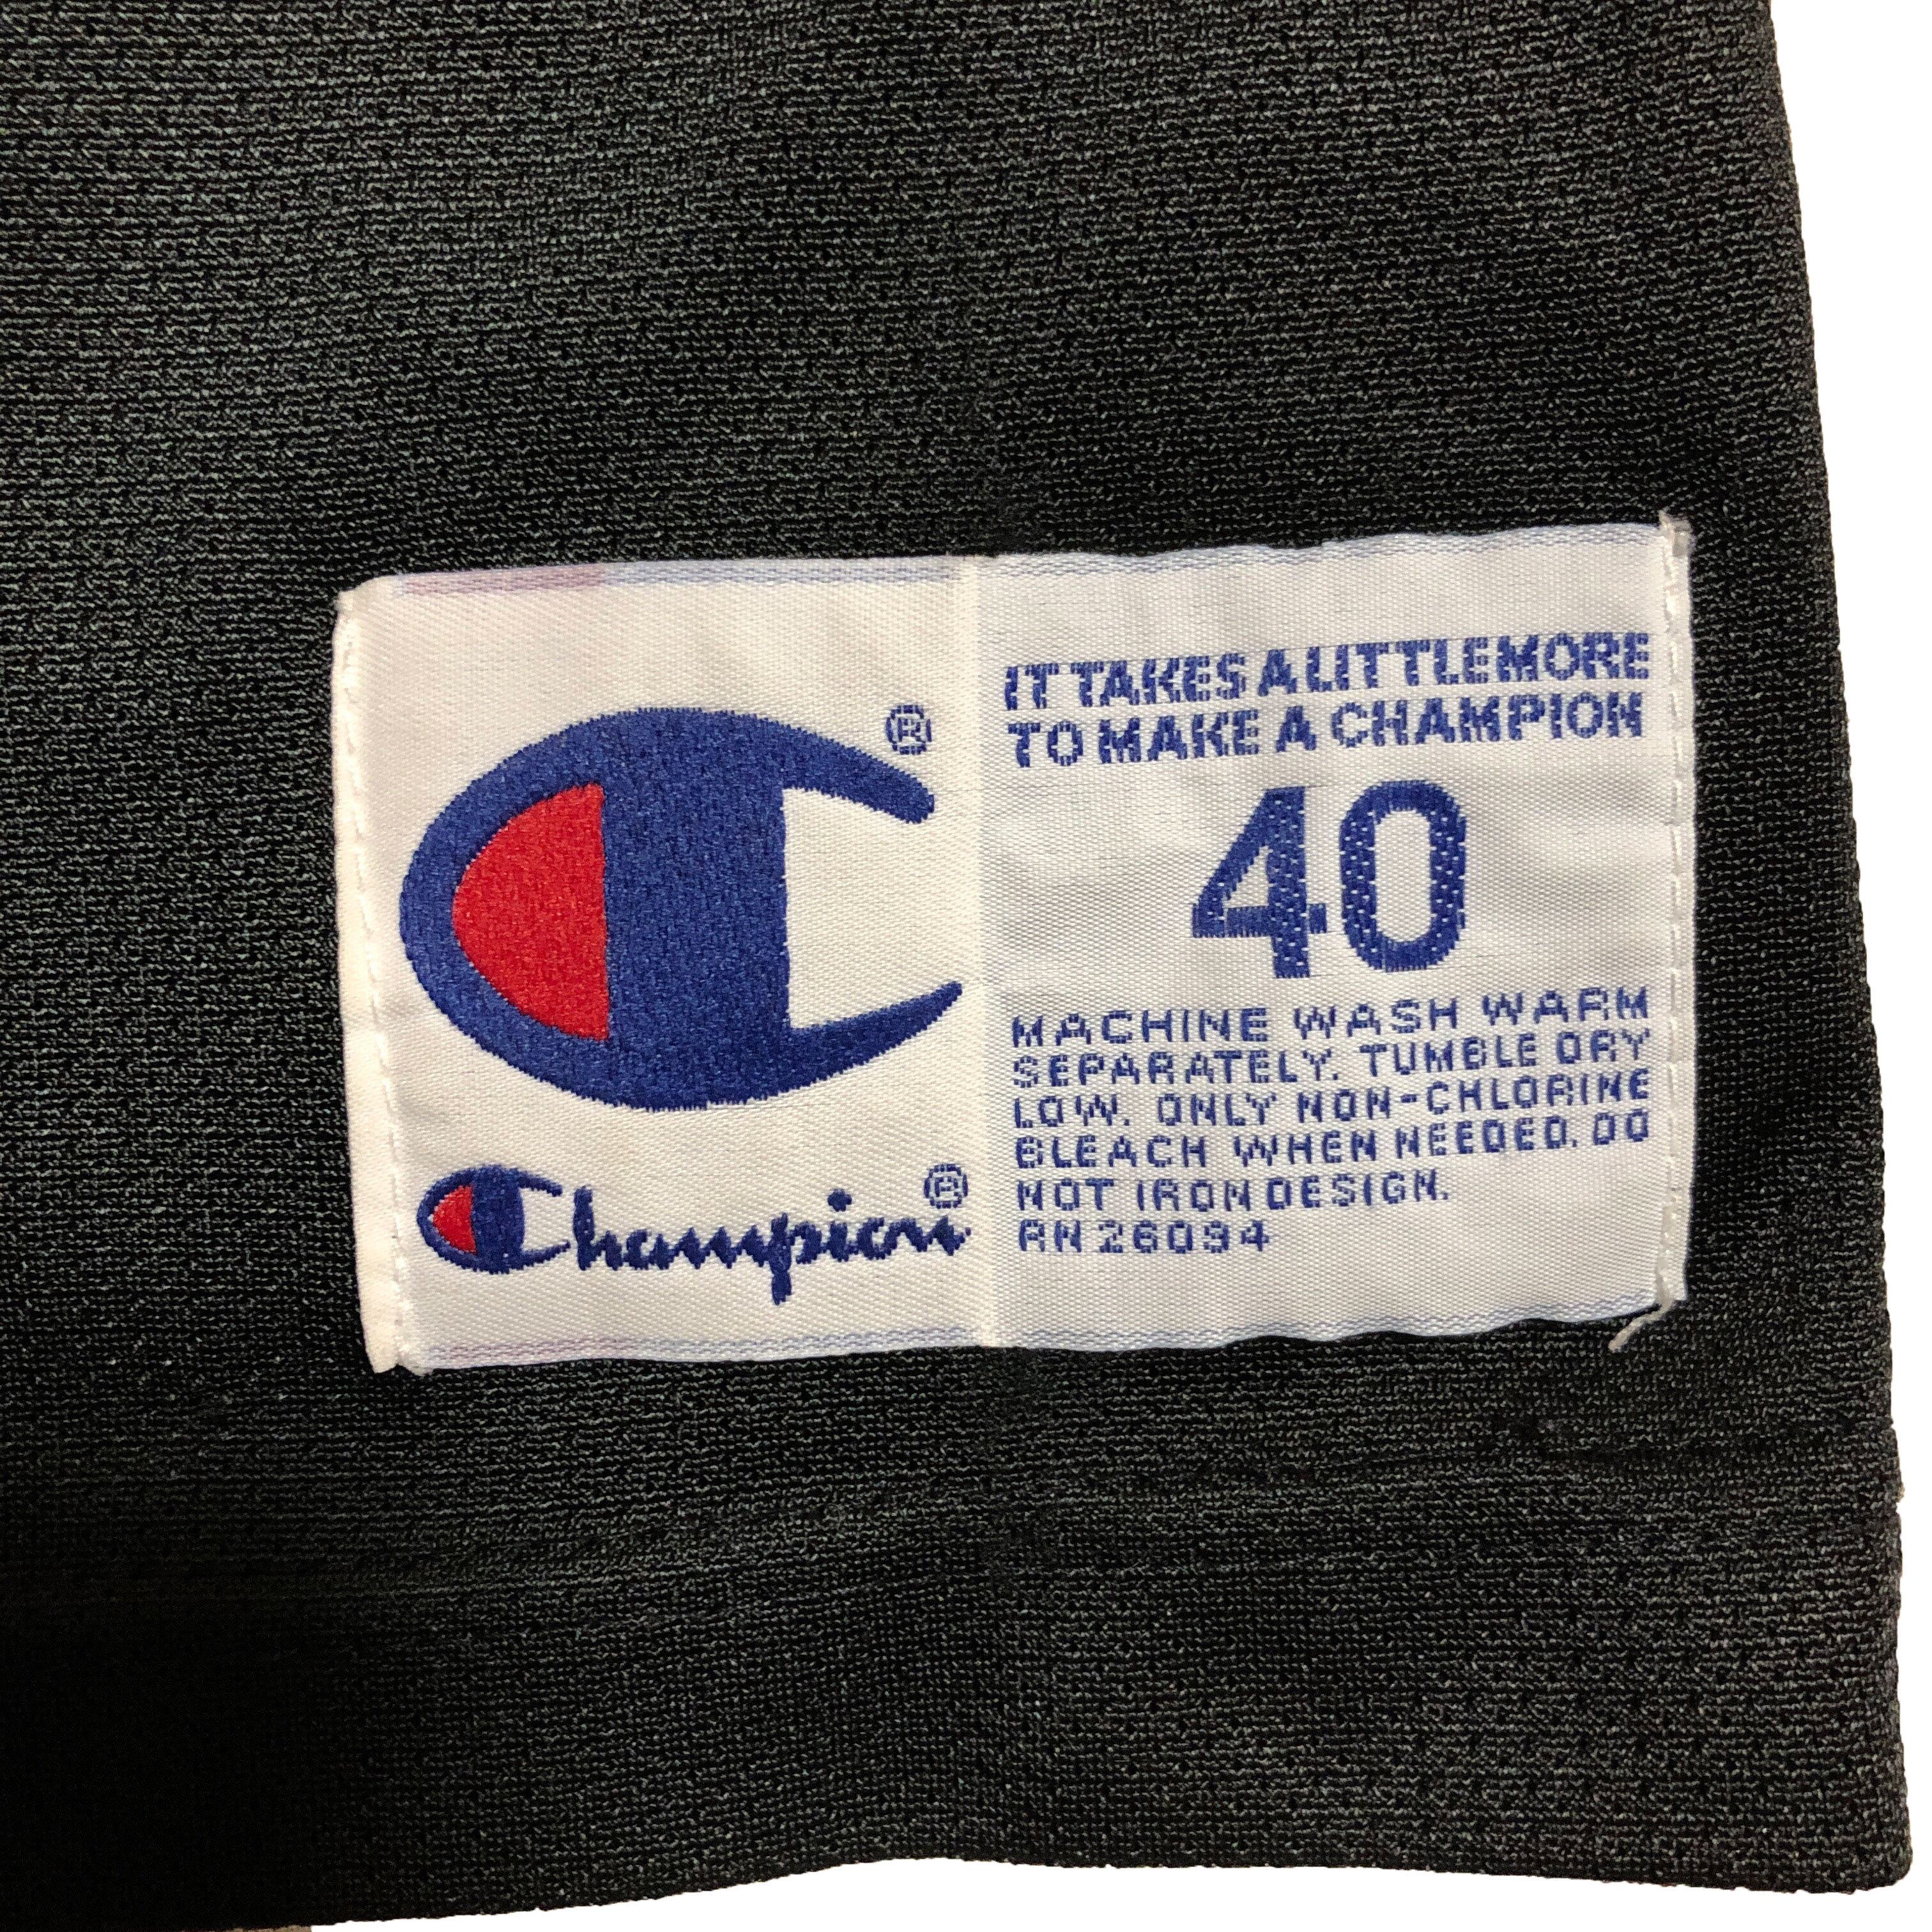 ®
Champion®
IT TAKES A LITTLE MORE
TO MAKE A CHAMPION
40
MACHINE WASH WARM
SEPARATELY. TUMBLE DRY
LOW. ONLY NON-CHLORINE
BLEACH WHEN NEEDED. DO
NOT IRON DESIGN.
RN 26094